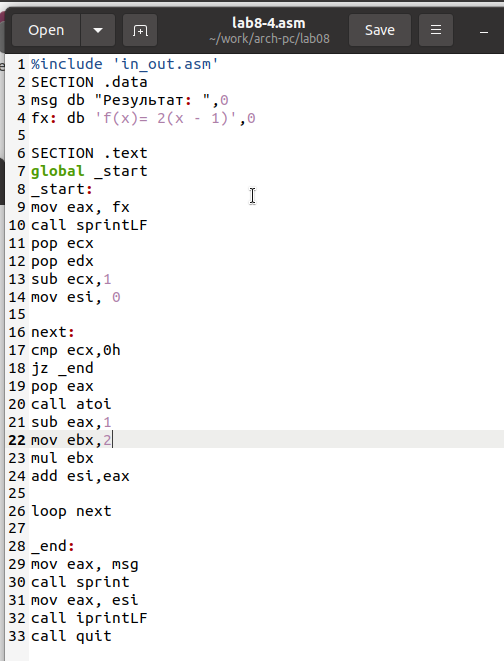 Open
lab8-4.asm
~/work/arch-pc/lab08
Save
1 %include 'in_out.asm'
2 SECTION .data
3 msg db "Результат: ",0
4 fx: db 'f(x)= 2(x - 1)',0
5
6 SECTION .text
7 global _start
8 _start:
9 mov eax, fx
10 call sprintLF
11 pop ecx
12 pop edx
13 sub ecx,1
14 mov esi, 0
15
16 next:
17 cmp ecx,0h
18 jz _end
19 pop eax
20 call atoi
21 sub eax,1
22 mov ebx,2
23 mul ebx
24 add esi,eax
25
26 loop next
27
28 _end:
29 mov eax, msg
30 call sprint
31 mov eax, esi
32 call iprintLF
33 call quit